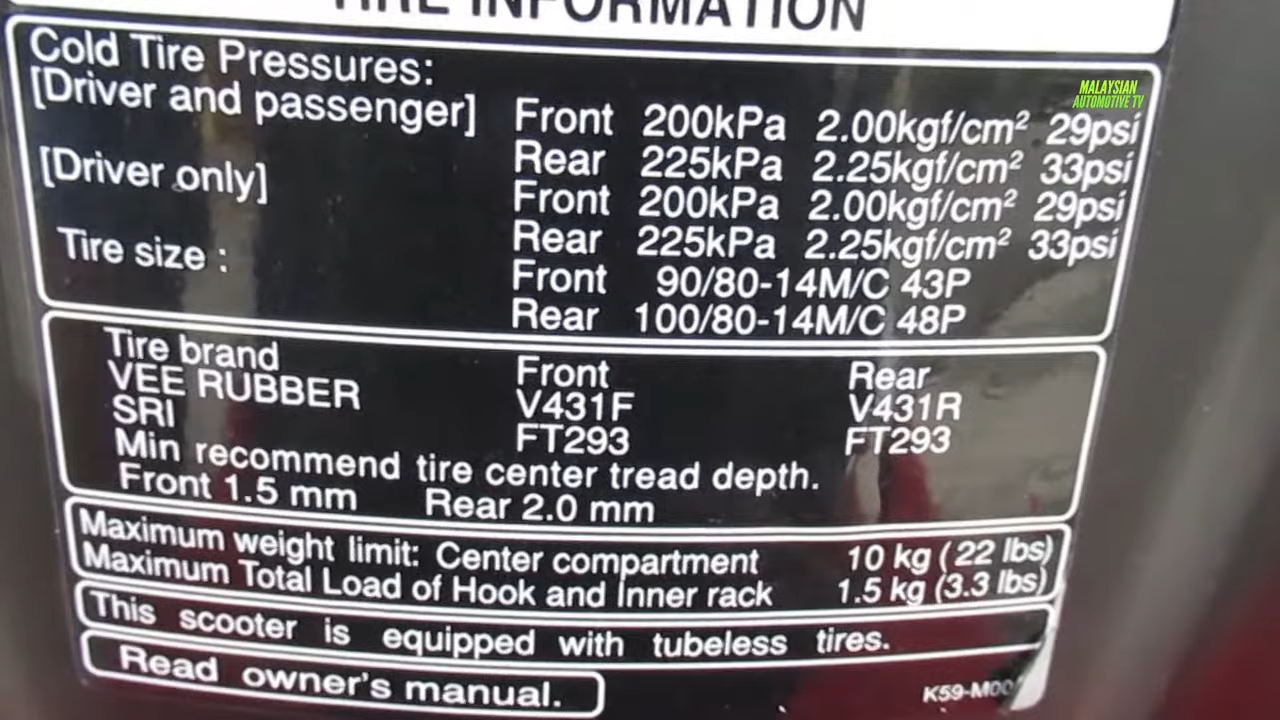 TIRE INFORMATION
MALAYSIAN
AUTOMOTIVE TV
Cold Tire Pressures:
[Driver and passenger] Front 200kPa 2.00kgf/cm² 29psi
Rear 225kPa 2.25kgf/cm² 33psi
[Driver only] Front 200kPa 2.00kgf/cm² 29psi
Rear 225kPa 2.25kgf/cm² 33psi
Tire size : Front 90/80-14M/C 43P
Rear 100/80-14M/C 48P
Tire brand Front Rear
VEE RUBBER V431F V431R
SRI FT293 FT293
Min recommend tire center tread depth.
Front 1.5 mm Rear 2.0 mm
Maximum weight limit: Center compartment 10 kg (22 lbs)
Maximum Total Load of Hook and Inner rack 1.5 kg (3.3 lbs)
This scooter is equipped with tubeless tires.
Read owner's manual.